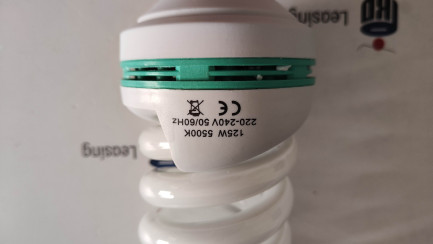 125W 5500K
220-240V 50/60Hz
CE
Leasing
Leasing